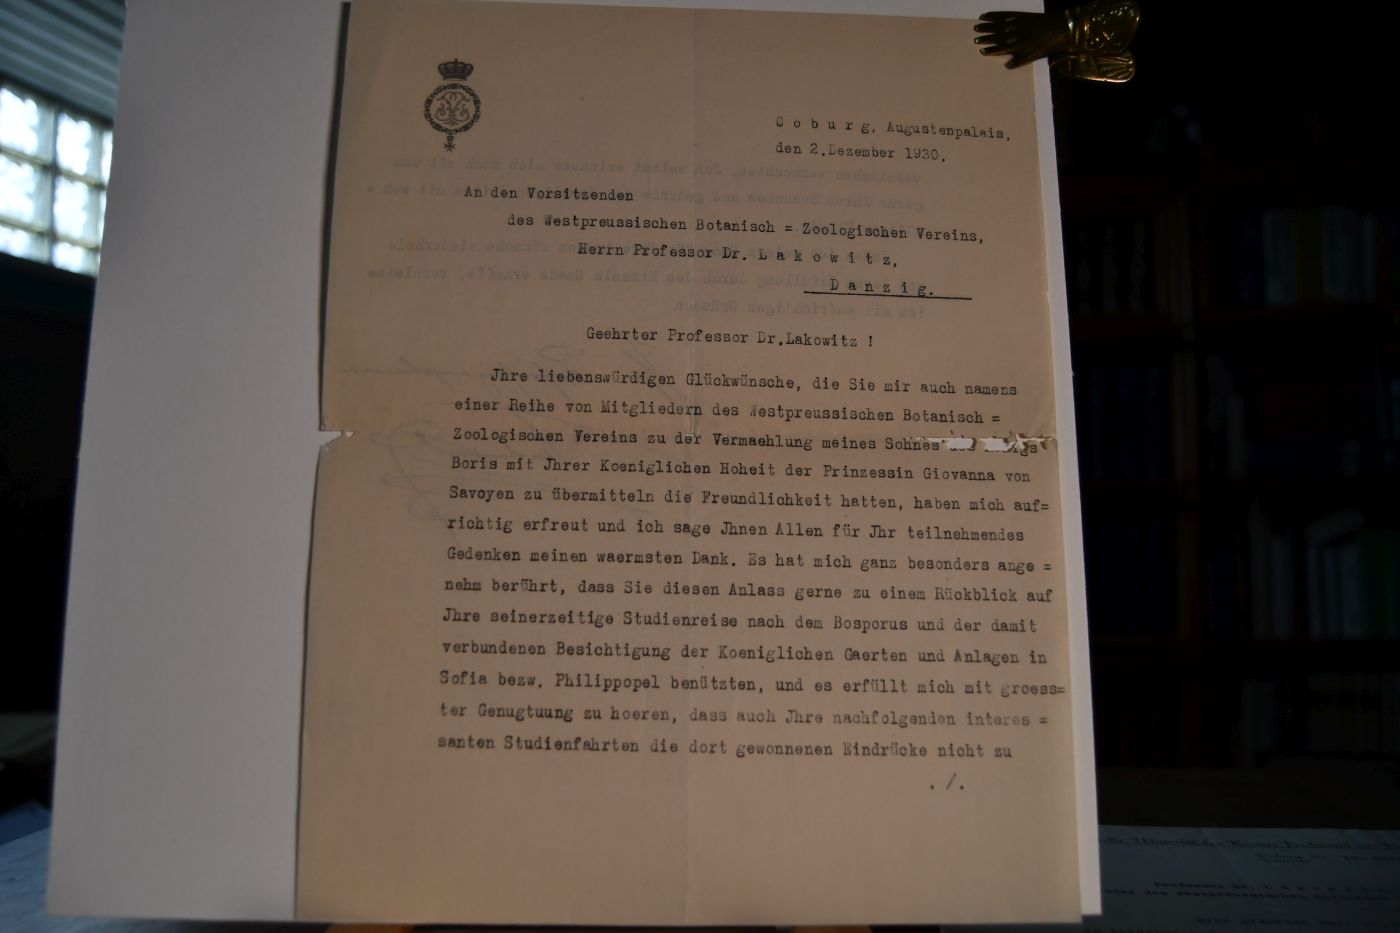 C o b u r g, Augustenpalais,
den 2.Dezember 1930.
An den Vorsitzenden
des Westpreussischen Botanisch = Zoologischen Vereins,
Herrn Professor Dr. L a k o w i t z,
D a n z i g.
Geehrter Professor Dr.Lakowitz !
Jhre liebenswürdigen Glückwünsche, die Sie mir auch namens
einer Reihe von Mitgliedern des Westpreussischen Botanisch =
Zoologischen Vereins zu der Vermaehlung meines Sohnes
Boris mit Jhrer Koeniglichen Hoheit der Prinzessin Giovanna von
Savoyen zu übermitteln die Freundlichkeit hatten, haben mich auf=
richtig erfreut und ich sage Jhnen Allen für Jhr teilnehmendes
Gedenken meinen waermsten Dank. Es hat mich ganz besonders ange =
nehm berührt, dass Sie diesen Anlass gerne zu einem Rückblick auf
Jhre seinerzeitige Studienreise nach dem Bosporus und der damit
verbundenen Besichtigung der Koeniglichen Gaerten und Anlagen in
Sofia bezw. Philippopel benützten, und es erfüllt mich mit groess=
ter Genugtuung zu hoeren, dass auch Jhre nachfolgenden interes =
santen Studienfahrten die dort gewonnenen Eindrücke nicht zu
./.